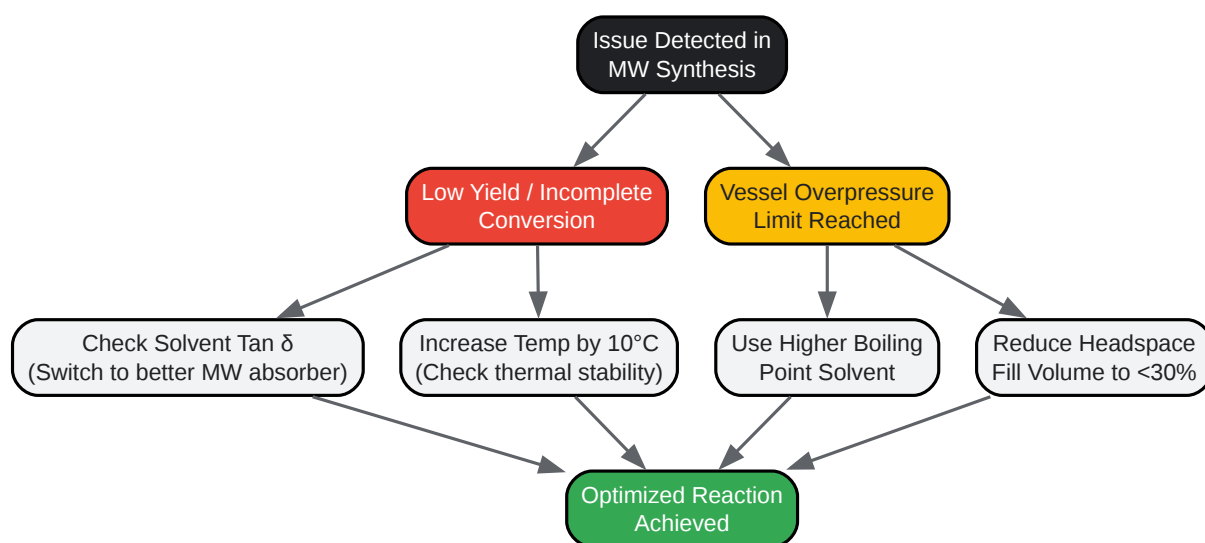 Issue Detected in
MW Synthesis
Low Yield / Incomplete
Conversion
Vessel Overpressure
Limit Reached
Check Solvent Tan δ
(Switch to better MW absorber)
Increase Temp by 10°C
(Check thermal stability)
Use Higher Boiling
Point Solvent
Reduce Headspace
Fill Volume to <30%
Optimized Reaction
Achieved